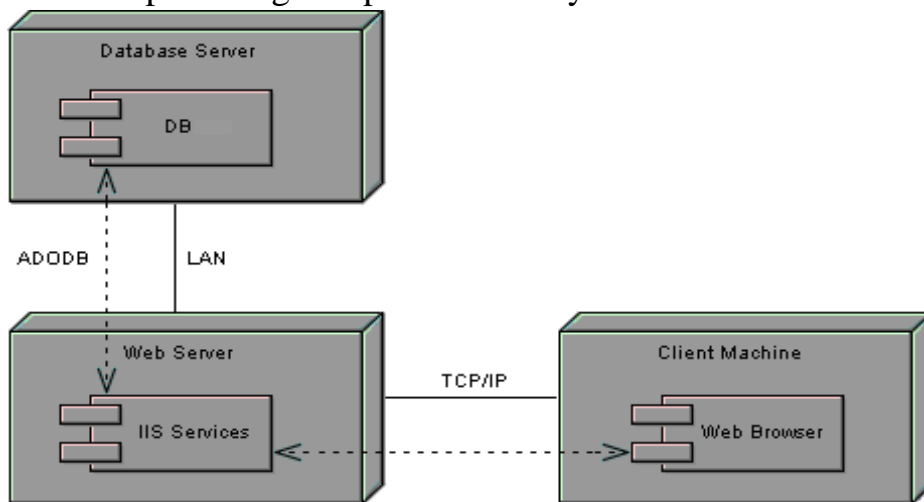 Database Server
DB
ADODB
LAN
Web Server
Client Machine
TCP/IP
IIS Services
Web Browser